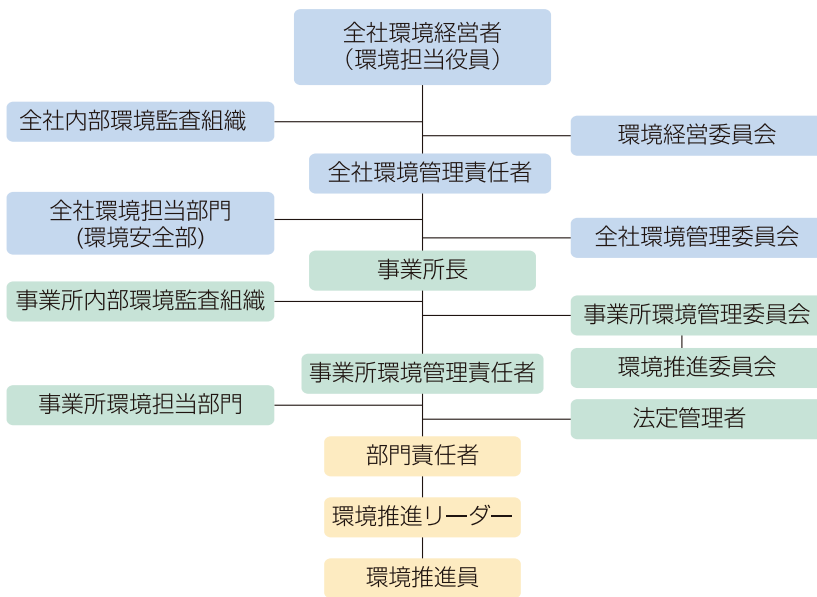 全社環境経営者
（環境担当役員）
全社内部環境監査組織
環境経営委員会
全社環境管理責任者
全社環境担当部門
(環境安全部)
全社環境管理委員会
事業所長
事業所内部環境監査組織
事業所環境管理委員会
環境推進委員会
事業所環境管理責任者
事業所環境担当部門
法定管理者
部門責任者
環境推進リーダー
環境推進員